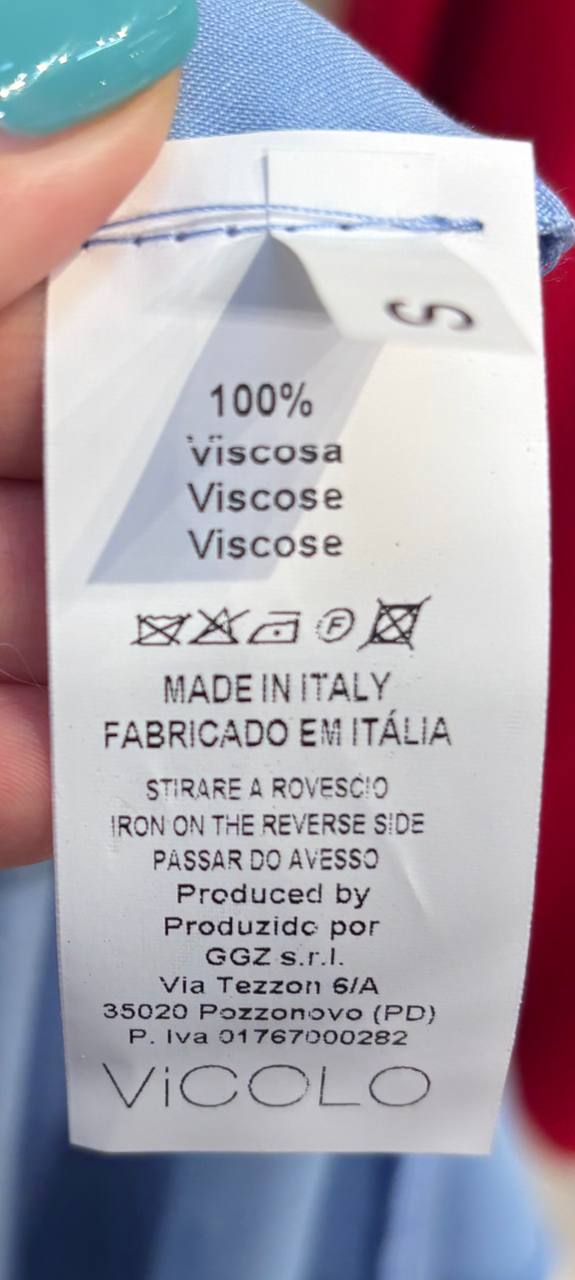 S
100%
Viscosa
Viscose
Viscose
F
MADE IN ITALY
FABRICADO EM ITÁLIA
STIRARE A ROVESCIO
IRON ON THE REVERSE SIDE
PASSAR DO AVESSO
Produced by
Produzido por
GGZ s.r.l.
Via Tezzon 6/A
35020 Pozzonovo (PD)
P. Iva 01767000282
ViCOLO